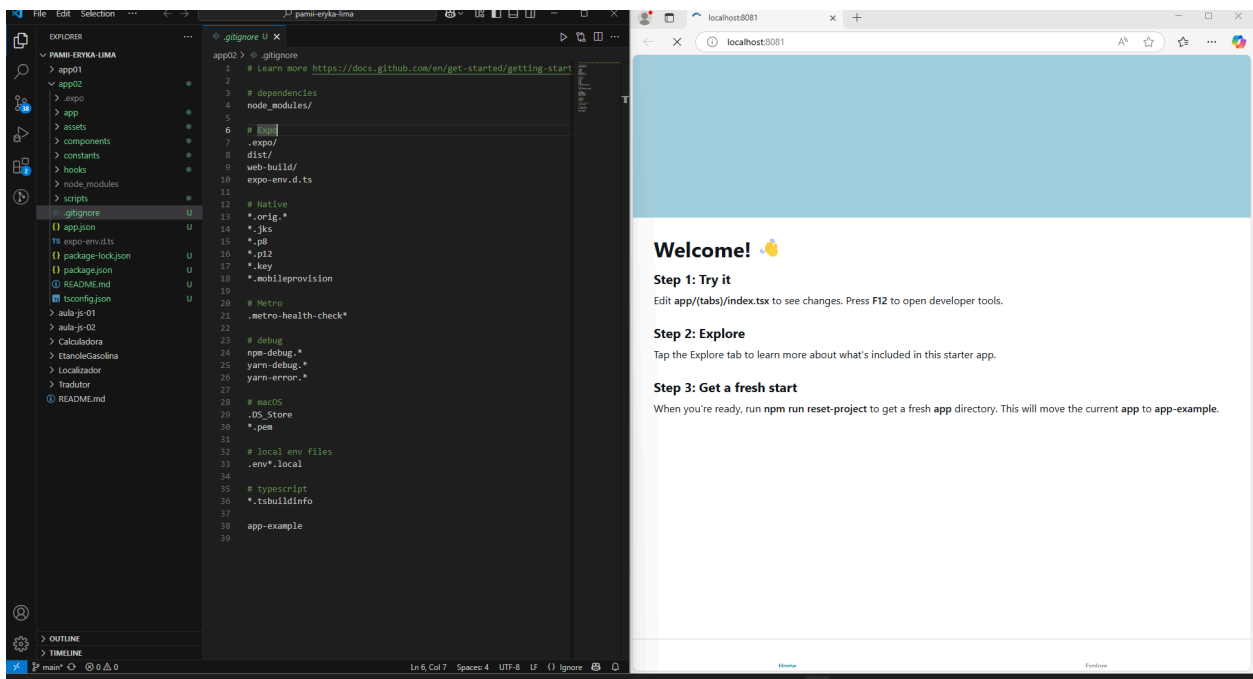 File Edit Selection ... pamii-eryka-lima
EXPLORER ...
PAMII-ERYKA-LIMA
app01
app02
.expo
app
assets
components
constants
hooks
node_modules
scripts
.gitignore U
{} app.json U
TS expo-env.d.ts
{} package-lock.json U
{} package.json U
README.md U
tsconfig.json U
aula-js-01
aula-js-02
Calculadora
EtanoleGasolina
Localizador
Tradutor
README.md
OUTLINE
TIMELINE
38
2
.gitignore U
app02 > .gitignore
1 # Learn more https://docs.github.com/en/get-started/getting-start
2
3 # dependencies
4 node_modules/
5
6 # Expo
7 .expo/
8 dist/
9 web-build/
10 expo-env.d.ts
11
12 # Native
13 *.orig.*
14 *.jks
15 *.p8
16 *.p12
17 *.key
18 *.mobileprovision
19
20 # Metro
21 .metro-health-check*
22
23 # debug
24 npm-debug.*
25 yarn-debug.*
26 yarn-error.*
27
28 # macOS
29 .DS_Store
30 *.pem
31
32 # local env files
33 .env*.local
34
35 # typescript
36 *.tsbuildinfo
37
38 app-example
39
main* 0 0 Ln 6, Col 7 Spaces: 4 UTF-8 LF {} Ignore
localhost:8081
localhost:8081
Welcome! 👋
Step 1: Try it
Edit app/(tabs)/index.tsx to see changes. Press F12 to open developer tools.
Step 2: Explore
Tap the Explore tab to learn more about what's included in this starter app.
Step 3: Get a fresh start
When you're ready, run npm run reset-project to get a fresh app directory. This will move the current app to app-example.
Home Explore